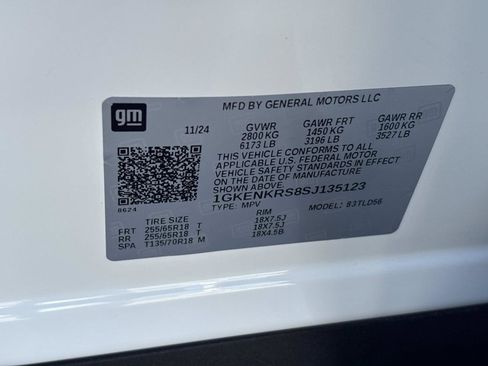 gm
MFD BY GENERAL MOTORS LLC
11/24
GVWR GAWR FRT GAWR RR
2800 KG 1450 KG 1600 KG
6173 LB 3196 LB 3527 LB
THIS VEHICLE CONFORMS TO ALL
APPLICABLE U.S. FEDERAL MOTOR
VEHICLE SAFETY STANDARDS IN EFFECT
ON THE DATE OF MANUFACTURE
SHOWN ABOVE
1GKENKRS8SJ135123
TYPE: MPV MODEL: 83TLD56
8624
TIRE SIZE RIM
FRT 255/65R18 T 18X7.5J
RR 255/65R18 T 18X7.5J
SPA T135/70R18 M 18X4.5B